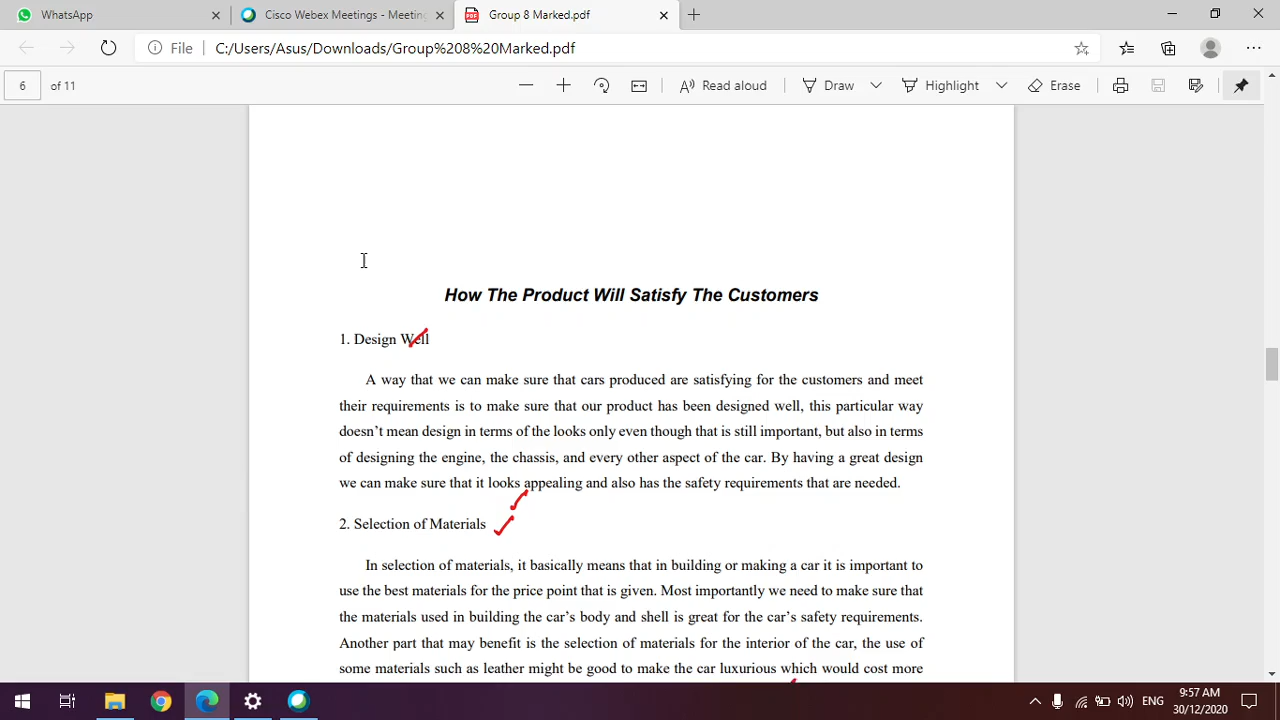 WhatsApp
Cisco Webex Meetings - Meeting
Group 8 Marked.pdf
File C:/Users/Asus/Downloads/Group%208%20Marked.pdf
6 of 11
Read aloud Draw Highlight Erase
How The Product Will Satisfy The Customers
1. Design Well
A way that we can make sure that cars produced are satisfying for the customers and meet
their requirements is to make sure that our product has been designed well, this particular way
doesn't mean design in terms of the looks only even though that is still important, but also in terms
of designing the engine, the chassis, and every other aspect of the car. By having a great design
we can make sure that it looks appealing and also has the safety requirements that are needed.
2. Selection of Materials
In selection of materials, it basically means that in building or making a car it is important to
use the best materials for the price point that is given. Most importantly we need to make sure that
the materials used in building the car's body and shell is great for the car's safety requirements.
Another part that may benefit is the selection of materials for the interior of the car, the use of
some materials such as leather might be good to make the car luxurious which would cost more
ENG
9:57 AM
30/12/2020